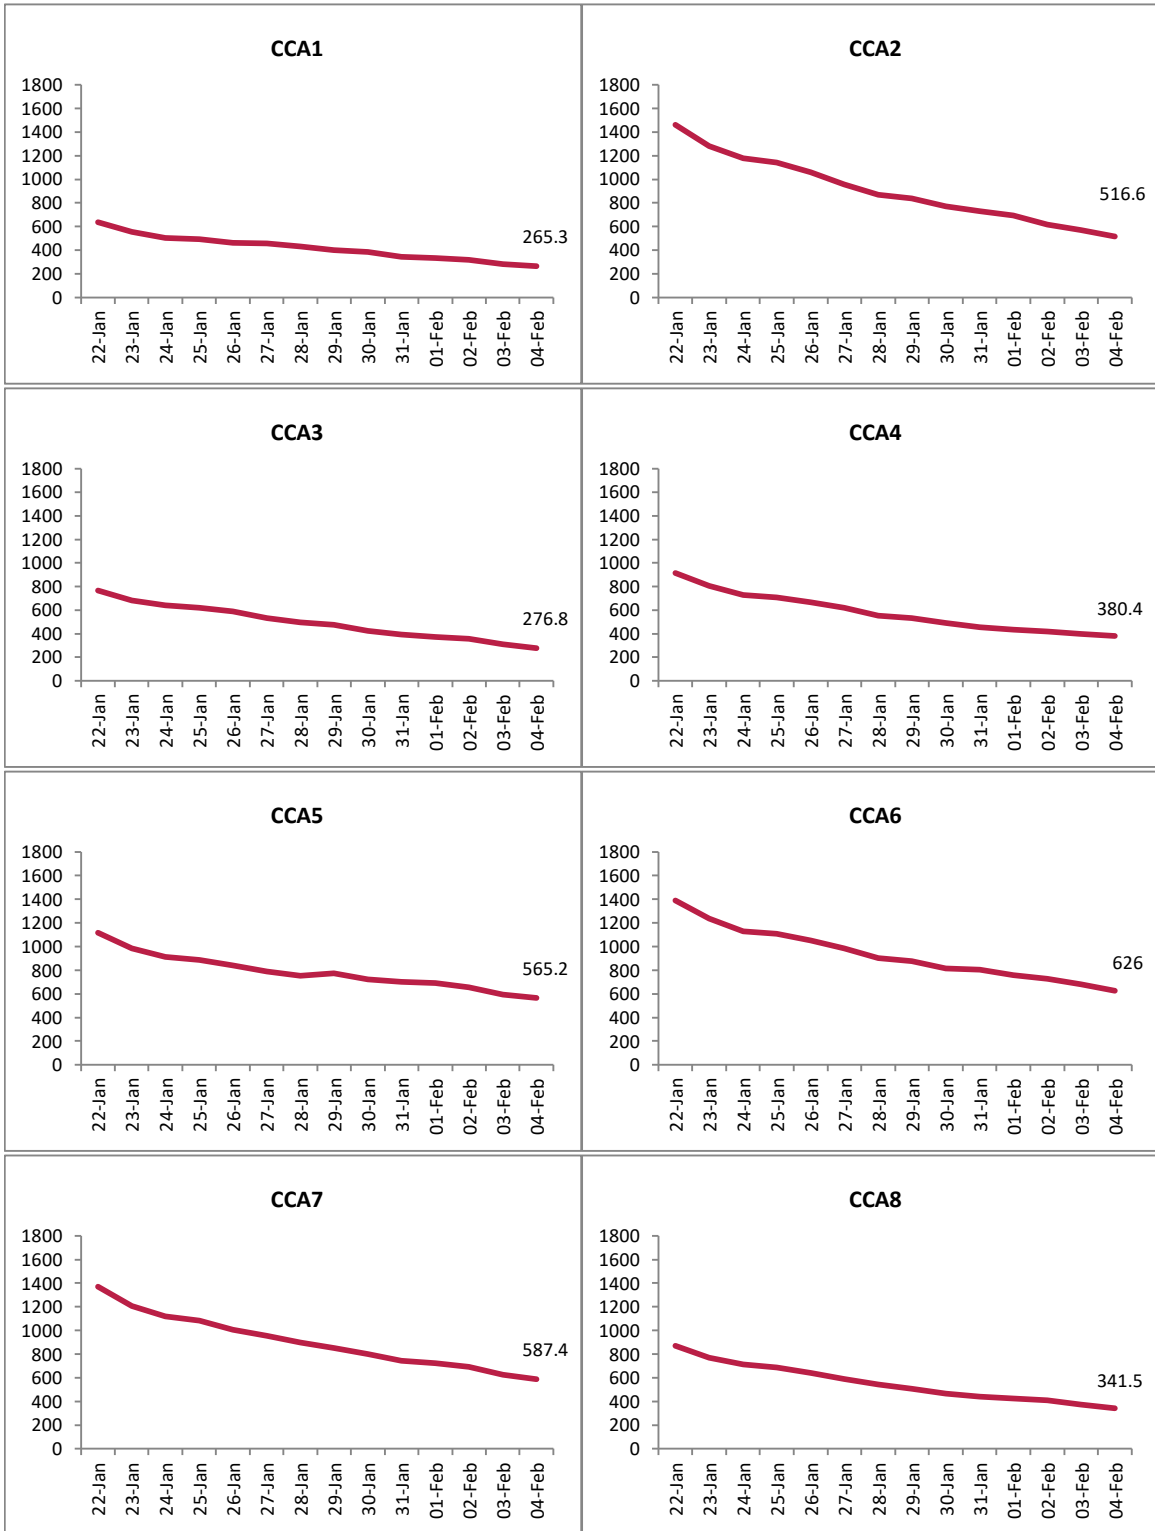 CCA1
1800
1600
1400
1200
1000
800
600
400
200
0
265.3
22-Jan
23-Jan
24-Jan
25-Jan
26-Jan
27-Jan
28-Jan
29-Jan
30-Jan
31-Jan
01-Feb
02-Feb
03-Feb
04-Feb
CCA2
1800
1600
1400
1200
1000
800
600
400
200
0
516.6
22-Jan
23-Jan
24-Jan
25-Jan
26-Jan
27-Jan
28-Jan
29-Jan
30-Jan
31-Jan
01-Feb
02-Feb
03-Feb
04-Feb
CCA3
1800
1600
1400
1200
1000
800
600
400
200
0
276.8
22-Jan
23-Jan
24-Jan
25-Jan
26-Jan
27-Jan
28-Jan
29-Jan
30-Jan
31-Jan
01-Feb
02-Feb
03-Feb
04-Feb
CCA4
1800
1600
1400
1200
1000
800
600
400
200
0
380.4
22-Jan
23-Jan
24-Jan
25-Jan
26-Jan
27-Jan
28-Jan
29-Jan
30-Jan
31-Jan
01-Feb
02-Feb
03-Feb
04-Feb
CCA5
1800
1600
1400
1200
1000
800
600
400
200
0
565.2
22-Jan
23-Jan
24-Jan
25-Jan
26-Jan
27-Jan
28-Jan
29-Jan
30-Jan
31-Jan
01-Feb
02-Feb
03-Feb
04-Feb
CCA6
1800
1600
1400
1200
1000
800
600
400
200
0
626
22-Jan
23-Jan
24-Jan
25-Jan
26-Jan
27-Jan
28-Jan
29-Jan
30-Jan
31-Jan
01-Feb
02-Feb
03-Feb
04-Feb
CCA7
1800
1600
1400
1200
1000
800
600
400
200
0
587.4
22-Jan
23-Jan
24-Jan
25-Jan
26-Jan
27-Jan
28-Jan
29-Jan
30-Jan
31-Jan
01-Feb
02-Feb
03-Feb
04-Feb
CCA8
1800
1600
1400
1200
1000
800
600
400
200
0
341.5
22-Jan
23-Jan
24-Jan
25-Jan
26-Jan
27-Jan
28-Jan
29-Jan
30-Jan
31-Jan
01-Feb
02-Feb
03-Feb
04-Feb